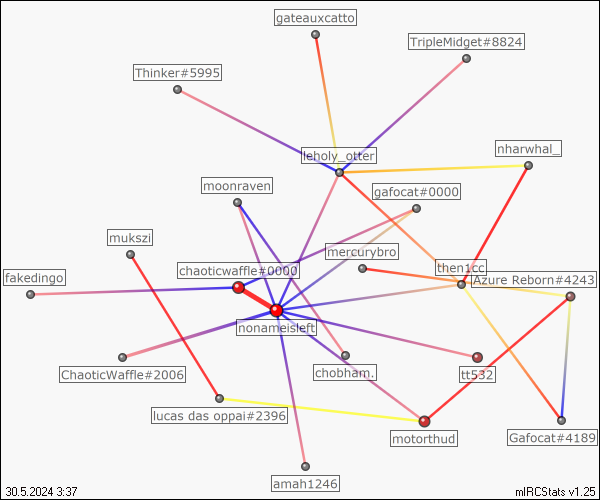 gateauxcatto
TripleMidget#8824
Thinker#5995
nharwhal_
leholy_otter
moonraven
gafocat#0000
mukszi
mercurybro
chaoticwaffle#0000
then1cc
fakedingo
Azure Reborn#4243
nonameisleft
ChaoticWaffle#2006
chobham.
tt532
lucas das oppai#2396
motorthud
Gafocat#4189
amah1246
30.5.2024 3:37
mIRCStats v1.25